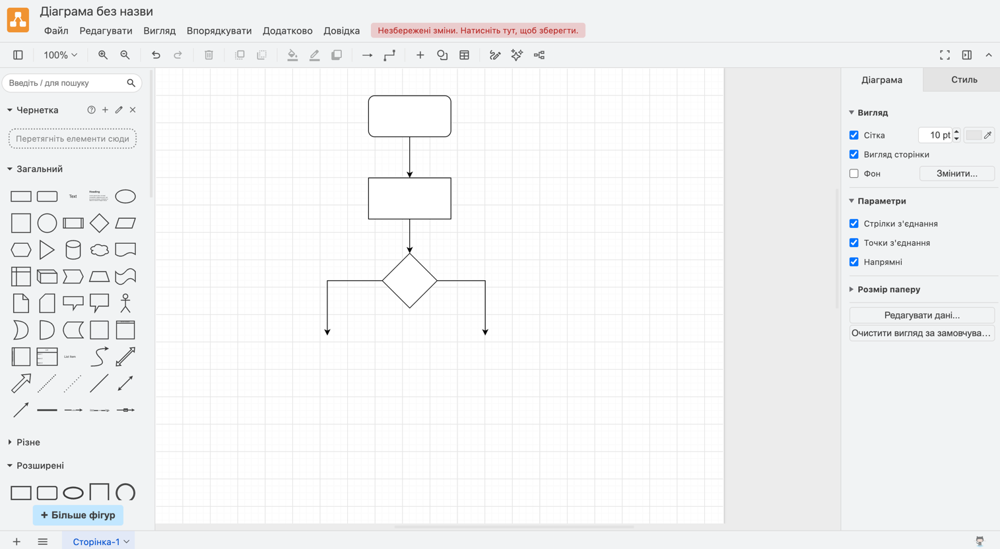 Діаграма без назви
Файл Редагувати Вигляд Впорядкувати Додатково Довідка Незбережені зміни. Натисніть тут, щоб зберегти.
100%
Введіть / для пошуку
Чернетка
Перетягніть елементи сюди
Загальний
Text
Heading
List Item
Різне
Розширені
+ Більше фігур
Сторінка-1
Діаграма Стиль
Вигляд
Сітка 10 pt
Вигляд сторінки
Фон Змінити...
Параметри
Стрілки з'єднання
Точки з'єднання
Напрямні
Розмір паперу
Редагувати дані...
Очистити вигляд за замовчува...